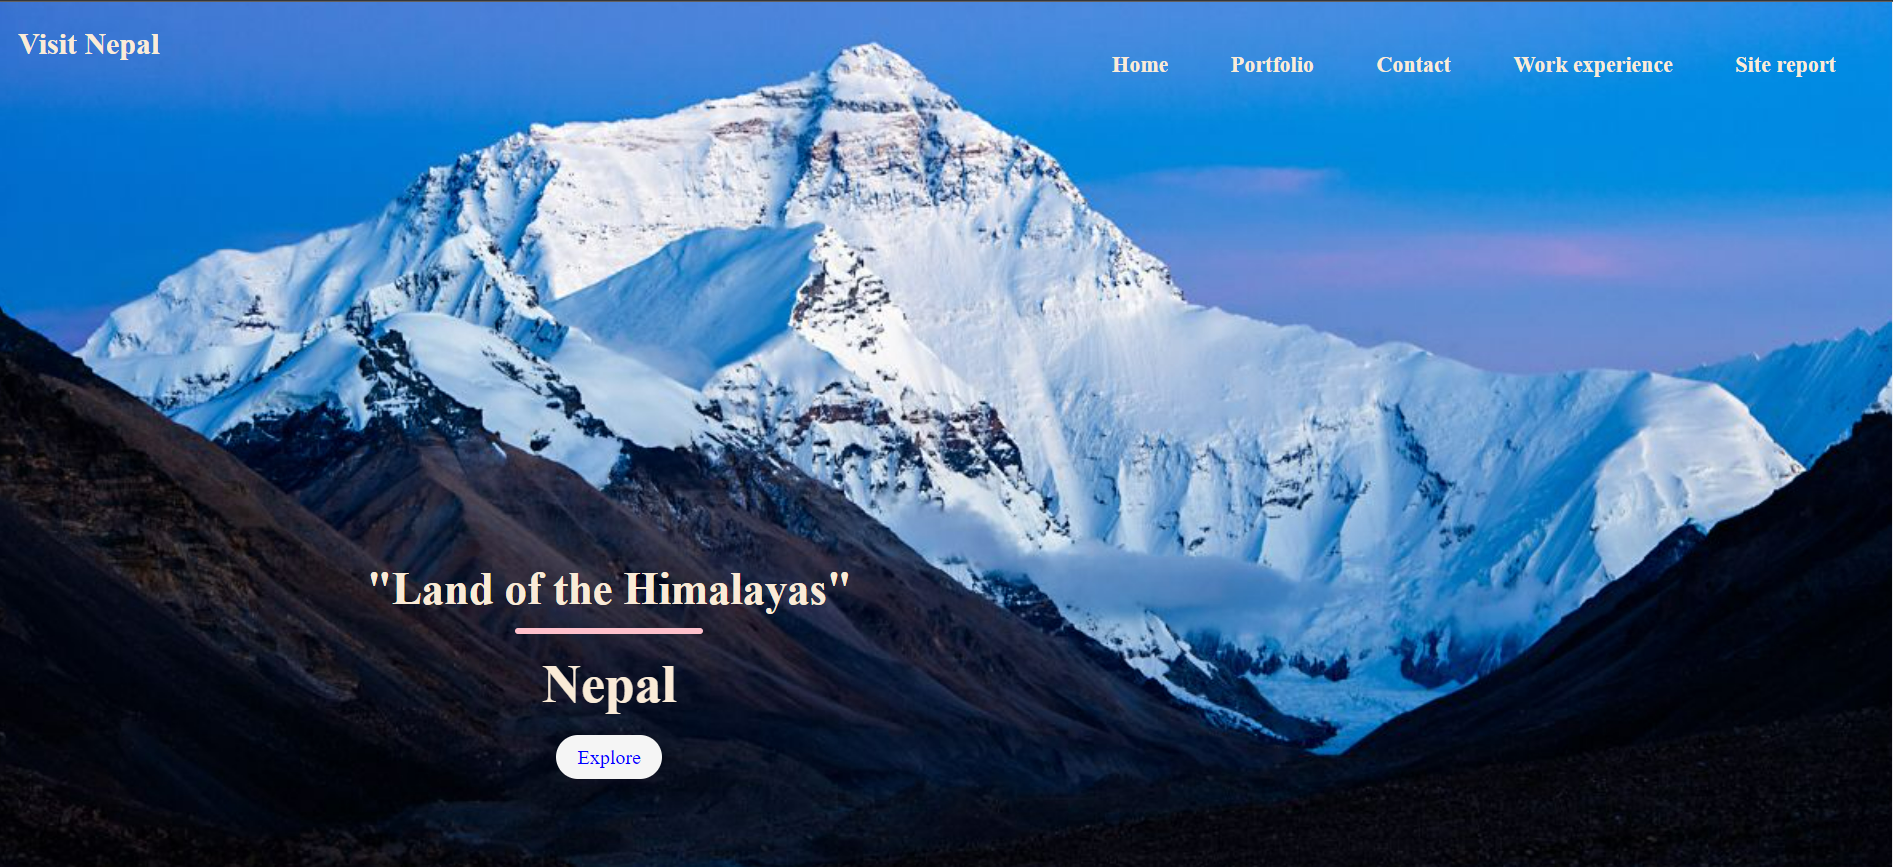 Visit Nepal
Home Portfolio Contact Work experience Site report
"Land of the Himalayas"
Nepal
Explore